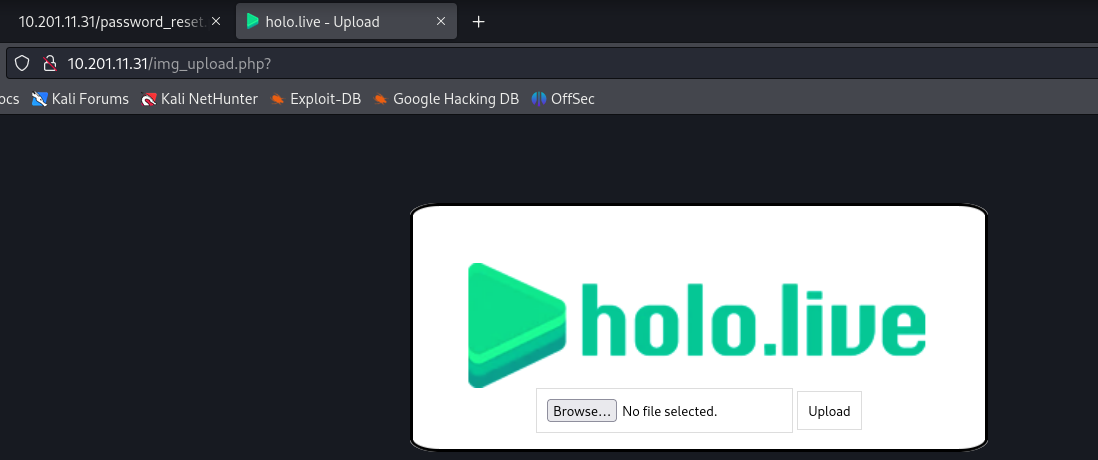 10.201.11.31/password_reset. holo.live - Upload
10.201.11.31/img_upload.php?
ocs Kali Forums Kali NetHunter Exploit-DB Google Hacking DB OffSec
holo.live
Browse... No file selected. Upload